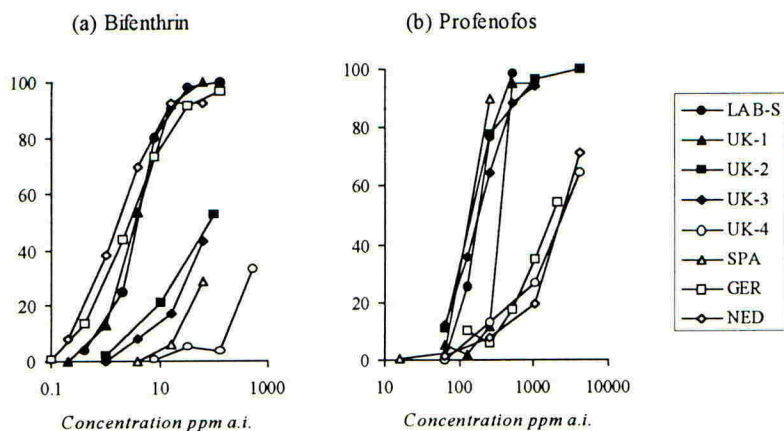 (a) Bifenthrin
100
80
60
40
20
0
0.1
10
1000
Concentration ppm a.i.
(b) Profenofos
100
80
60
40
20
0
10
100
1000
10000
Concentration ppm a.i.
LAB-S
UK-1
UK-2
UK-3
UK-4
SPA
GER
NED